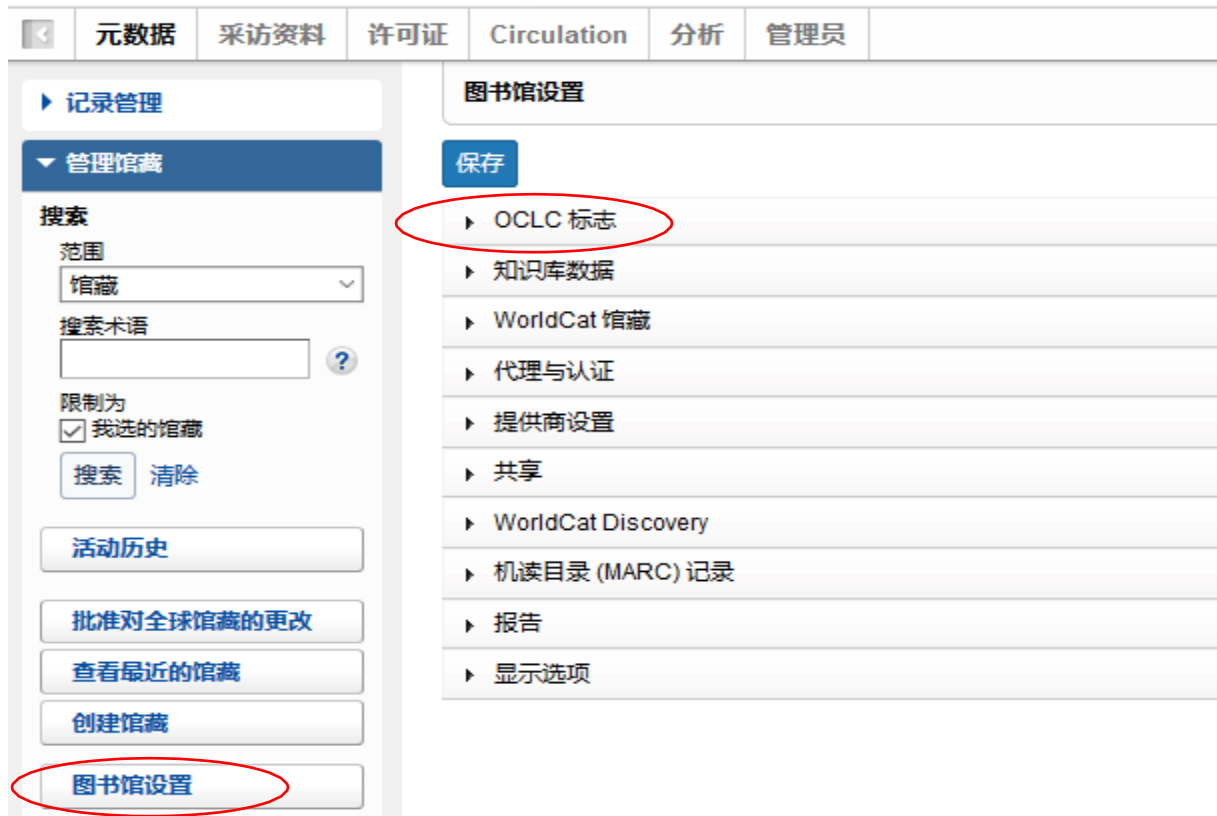 元数据
采访资料
许可证
Circulation
分析
管理员
记录管理
管理馆藏
搜索
范围
馆藏
搜索术语
?
限制为
我选的馆藏
搜索
清除
活动历史
批准对全球馆藏的更改
查看最近的馆藏
创建馆藏
图书馆设置
图书馆设置
保存
OCLC 标志
知识库数据
WorldCat 馆藏
代理与认证
提供商设置
共享
WorldCat Discovery
机读目录 (MARC) 记录
报告
显示选项